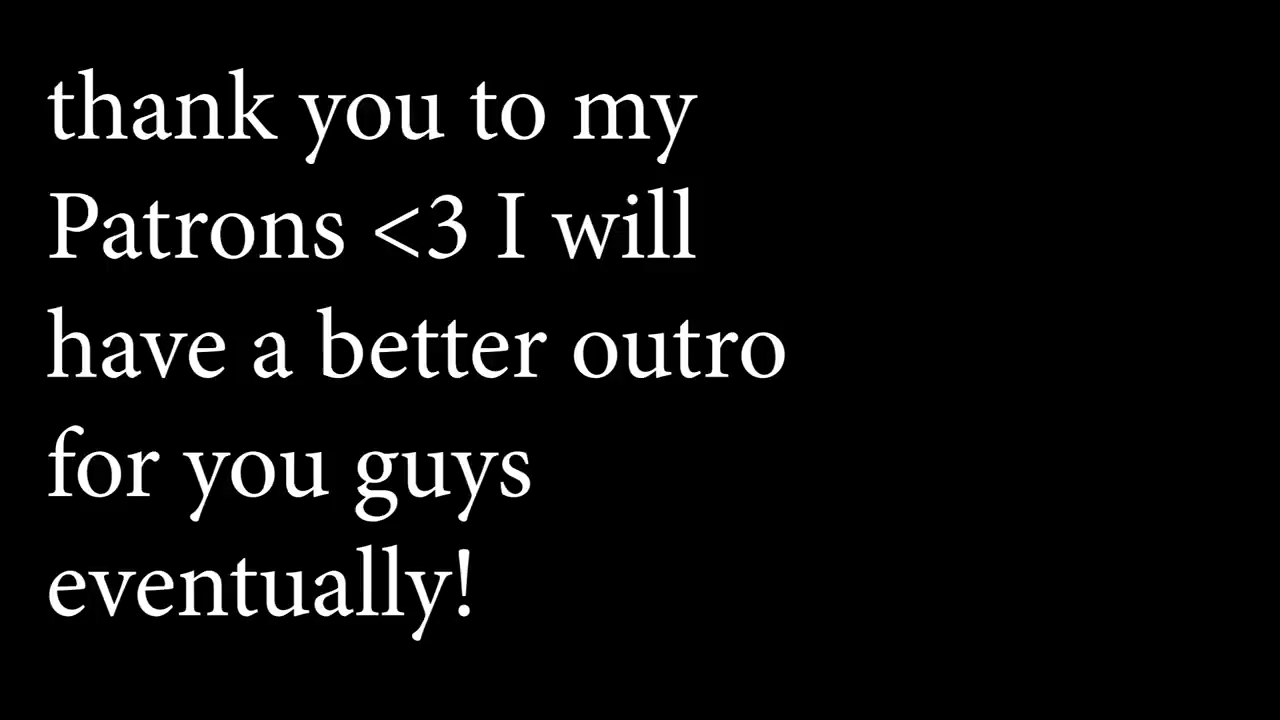 thank you to my
Patrons <3 I will
have a better outro
for you guys
eventually!